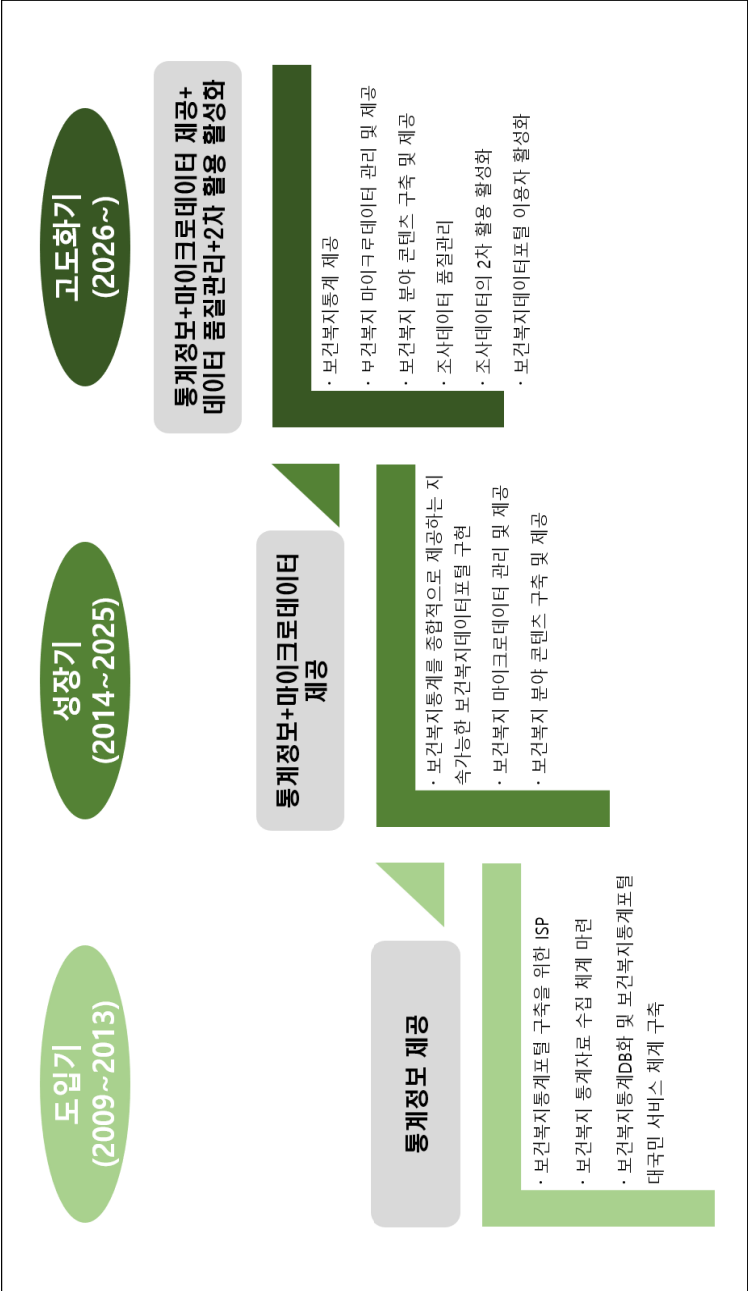 도입기
(2009~2013)
통계정보 제공
· 보건복지통계포털 구축을 위한 ISP
· 보건복지 통계자료 수집 체계 마련
· 보건복지통계DB화 및 보건복지통계포털
대국민 서비스 체계 구축
성장기
(2014~2025)
통계정보+마이크로데이터
제공
· 보건복지통계를 종합적으로 제공하는 지
속가능한 보건복지데이터포털 구현
· 보건복지 마이크로데이터 관리 및 제공
· 보건복지 분야 콘텐츠 구축 및 제공
고도화기
(2026~)
통계정보+마이크로데이터 제공+
데이터 품질관리+2차 활용 활성화
· 보건복지통계 제공
· 보건복지 마이크로데이터 관리 및 제공
· 보건복지 분야 콘텐츠 구축 및 제공
· 조사데이터 품질관리
· 조사데이터의 2차 활용 활성화
· 보건복지데이터포털 이용자 활성화